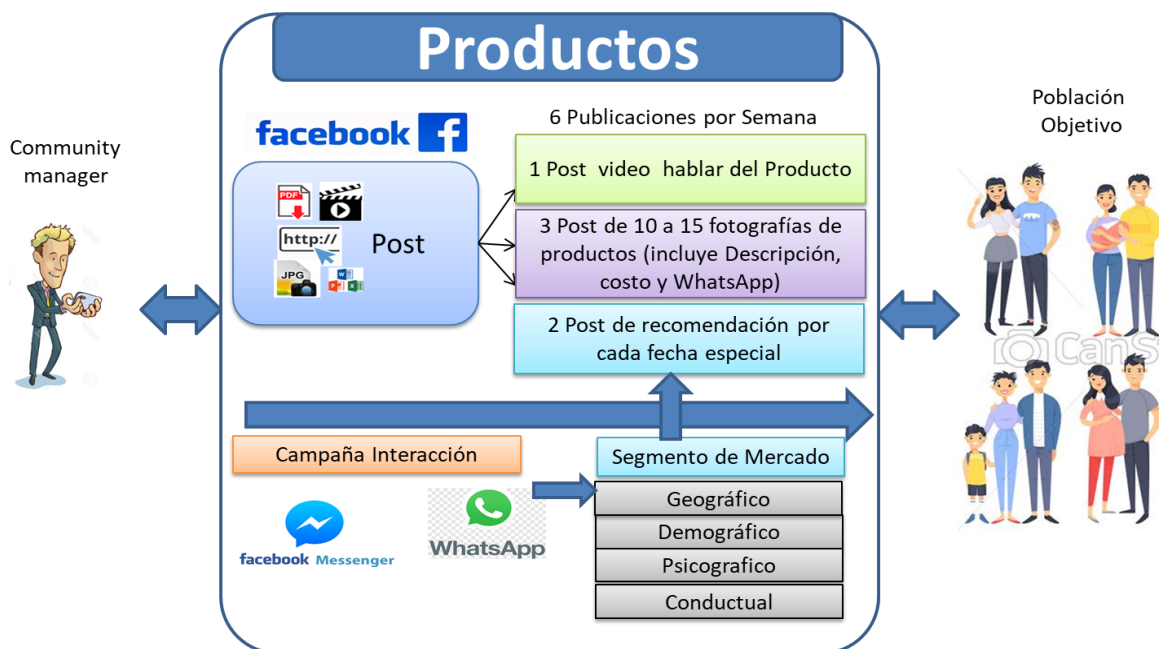 Productos
Community
manager
facebook f
PDF
http://
JPG
W
P X
Post
6 Publicaciones por Semana
1 Post video hablar del Producto
3 Post de 10 a 15 fotografías de
productos (incluye Descripción,
costo y WhatsApp)
2 Post de recomendación por
cada fecha especial
Población
Objetivo
CanS
Campaña Interacción
facebook Messenger
WhatsApp
Segmento de Mercado
Geográfico
Demográfico
Psicografico
Conductual